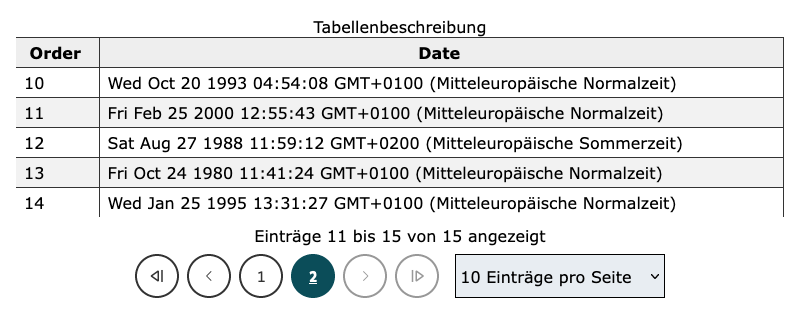 Tabellenbeschreibung
Order Date
10 Wed Oct 20 1993 04:54:08 GMT+0100 (Mitteleuropäische Normalzeit)
11 Fri Feb 25 2000 12:55:43 GMT+0100 (Mitteleuropäische Normalzeit)
12 Sat Aug 27 1988 11:59:12 GMT+0200 (Mitteleuropäische Sommerzeit)
13 Fri Oct 24 1980 11:41:24 GMT+0100 (Mitteleuropäische Normalzeit)
14 Wed Jan 25 1995 13:31:27 GMT+0100 (Mitteleuropäische Normalzeit)
Einträge 11 bis 15 von 15 angezeigt
1 2 10 Einträge pro Seite